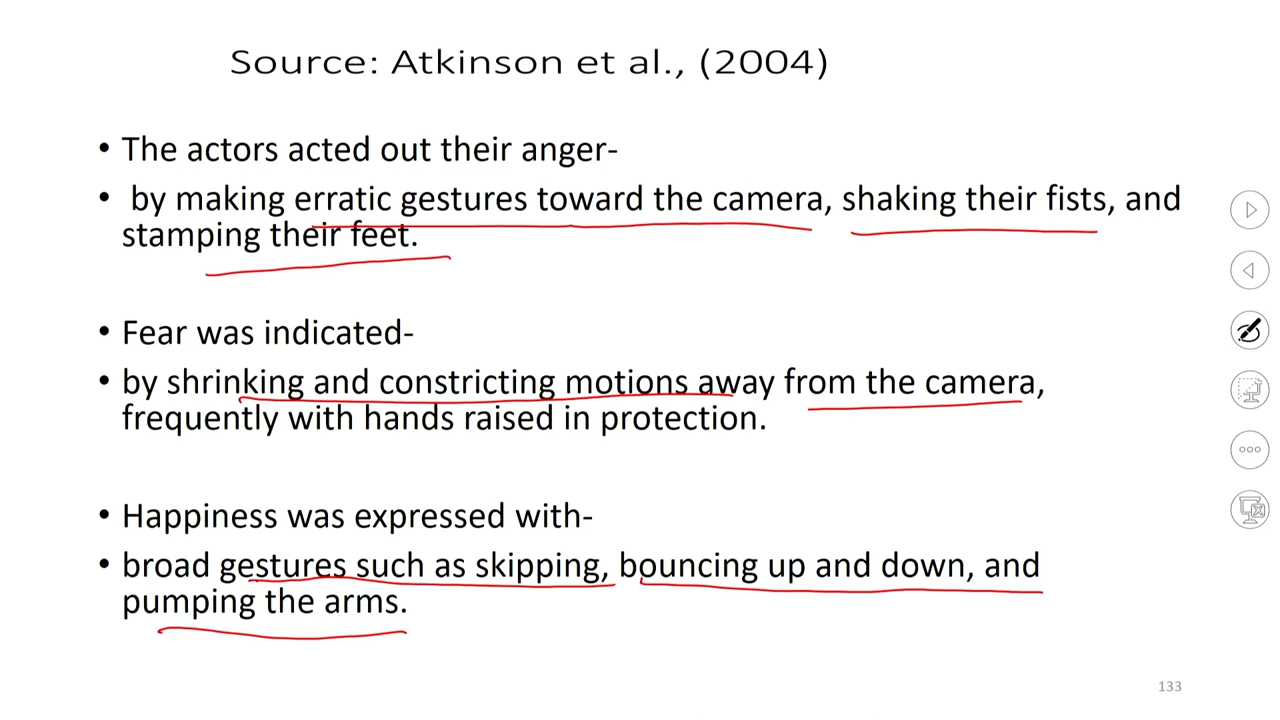 Source: Atkinson et al., (2004)
• The actors acted out their anger-
• by making erratic gestures toward the camera, shaking their fists, and
stamping their feet.
• Fear was indicated-
• by shrinking and constricting motions away from the camera,
frequently with hands raised in protection.
• Happiness was expressed with-
• broad gestures such as skipping, bouncing up and down, and
pumping the arms.
133